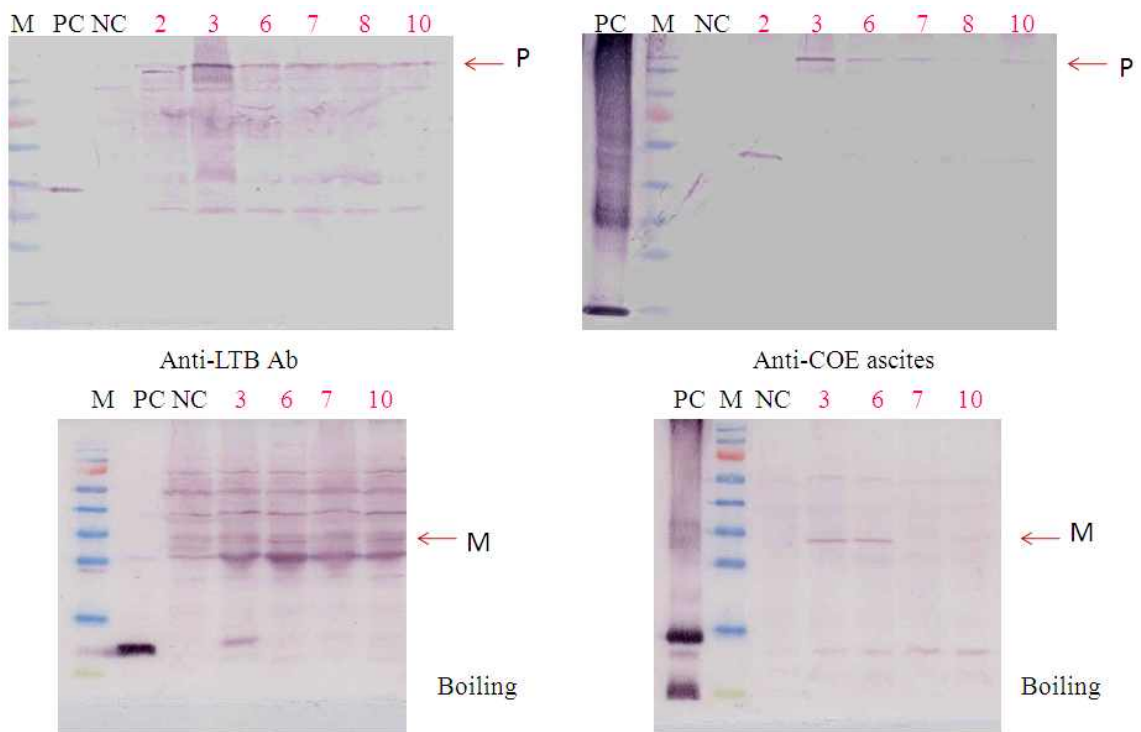 M PC NC 2 3 6 7 8 10
P
PC M NC 2 3 6 7 8 10
P
Anti-LTB Ab
Anti-COE ascites
M PC NC 3 6 7 10
M
Boiling
PC M NC 3 6 7 10
M
Boiling